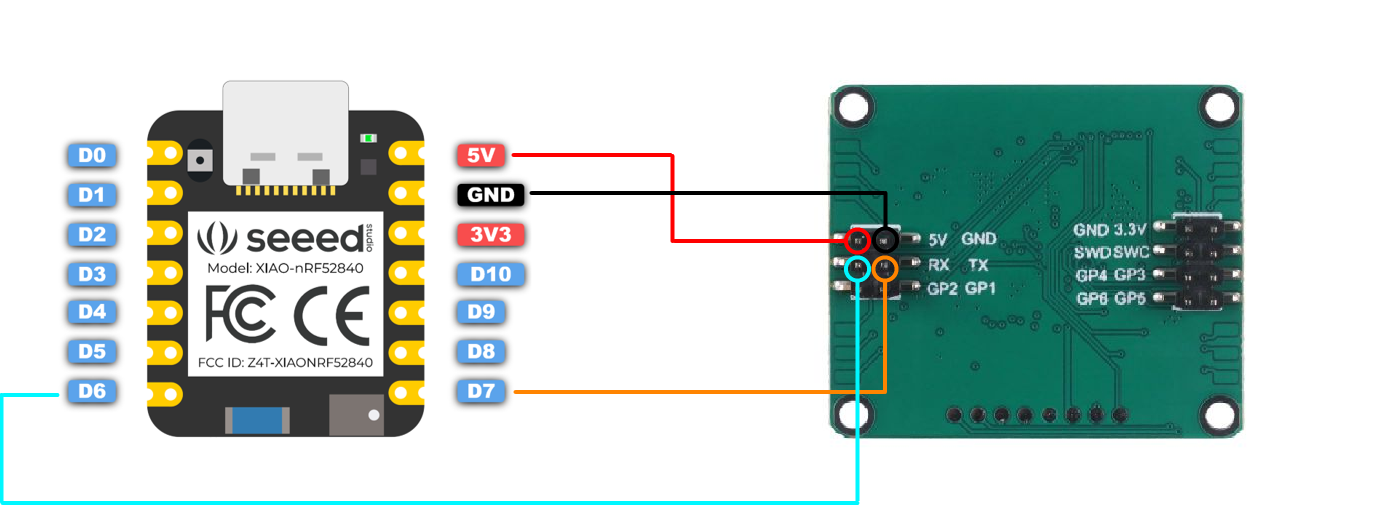 D0
D1
D2
D3
D4
D5
D6
seeed
studio
Model: XIAO-nRF52840
FC CE
FCC ID: Z4T-XIAONRF52840
5V
GND
3V3
D10
D9
D8
D7
5V GND
RX TX
GP2 GP1
GND 3.3V
SWD SWC
GP4 GP3
GP6 GP5